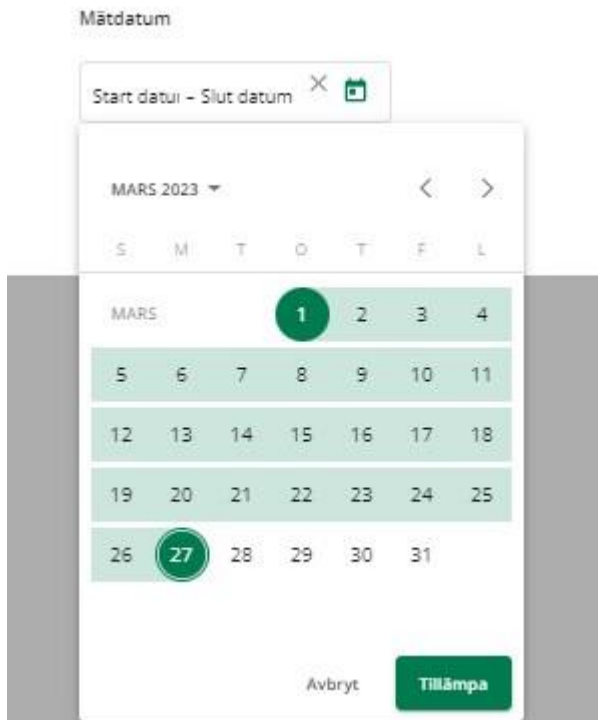 Mätdatum
Start datur – Slut datum
MARS 2023
S M T O T F L
MARS 1 2 3 4
5 6 7 8 9 10 11
12 13 14 15 16 17 18
19 20 21 22 23 24 25
26 27 28 29 30 31
Avbryt Tillämpa